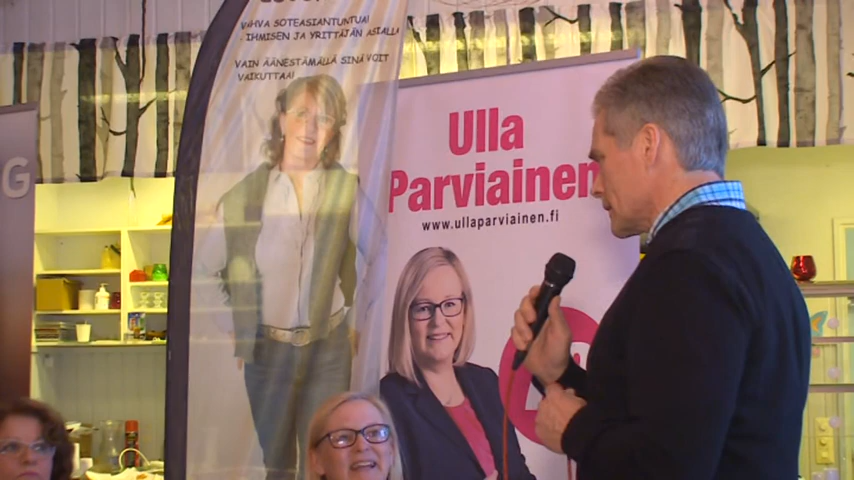 VAHVA SOTEASIANTUNTIJA!
- IHMISEN JA YRITTÄJÄN ASIALLA
VAIN ÄÄNESTÄMÄLLÄ SINÄ VOIT
VAIKUTTAA!
Ulla
Parviainen
www.ullaparviainen.fi
G